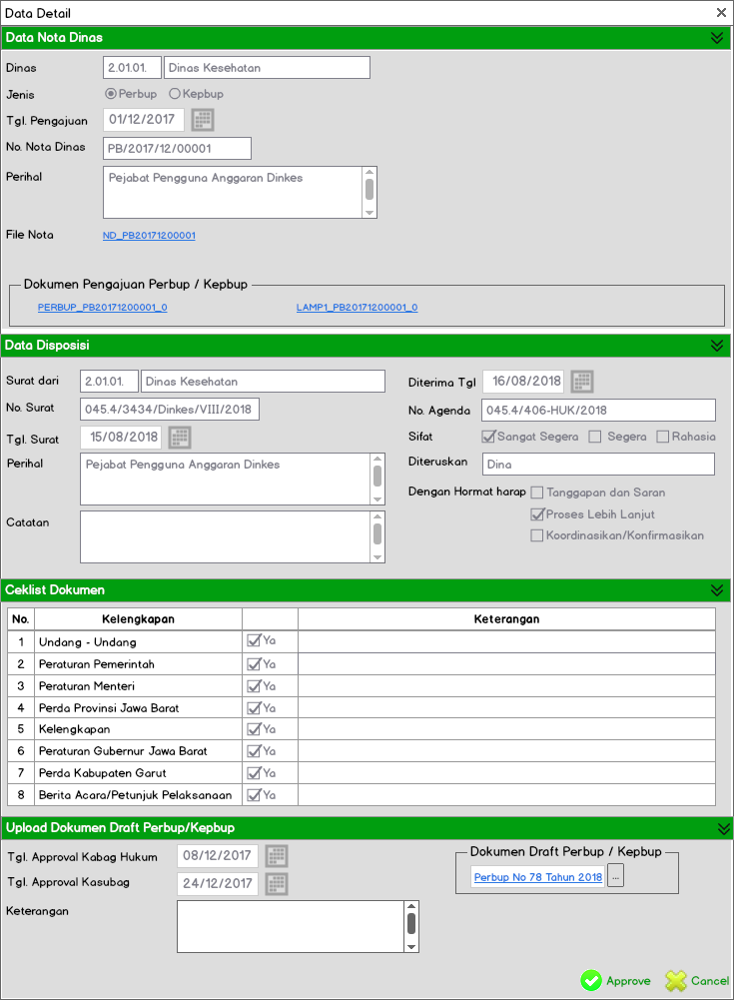 Data Detail
Data Nota Dinas
Dinas 2.01.01. Dinas Kesehatan
Jenis Perbup Kepbup
Tgl. Pengajuan 01/12/2017
No. Nota Dinas PB/2017/12/00001
Perihal Pejabat Pengguna Anggaran Dinkes
File Nota ND_PB20171200001
Dokumen Pengajuan Perbup / Kepbup
PERBUP_PB20171200001_0 LAMP1_PB20171200001_0
Data Disposisi
Surat dari 2.01.01. Dinas Kesehatan
Diterima Tgl 16/08/2018
No. Surat 045.4/3434/Dinkes/VIII/2018
No. Agenda 045.4/406-HUK/2018
Tgl. Surat 15/08/2018
Sifat Sangat Segera Segera Rahasia
Perihal Pejabat Pengguna Anggaran Dinkes
Diteruskan Dina
Dengan Hormat harap Tanggapan dan Saran
Proses Lebih Lanjut
Catatan
Koordinasikan/Konfirmasikan
Ceklist Dokumen
No. Kelengkapan Keterangan
1 Undang - Undang Ya
2 Peraturan Pemerintah Ya
3 Peraturan Menteri Ya
4 Perda Provinsi Jawa Barat Ya
5 Kelengkapan Ya
6 Peraturan Gubernur Jawa Barat Ya
7 Perda Kabupaten Garut Ya
8 Berita Acara/Petunjuk Pelaksanaan Ya
Upload Dokumen Draft Perbup/Kepbup
Tgl. Approval Kabag Hukum 08/12/2017
Dokumen Draft Perbup / Kepbup
Tgl. Approval Kasubag 24/12/2017
Perbup No 78 Tahun 2018 ...
Keterangan
Approve Cancel